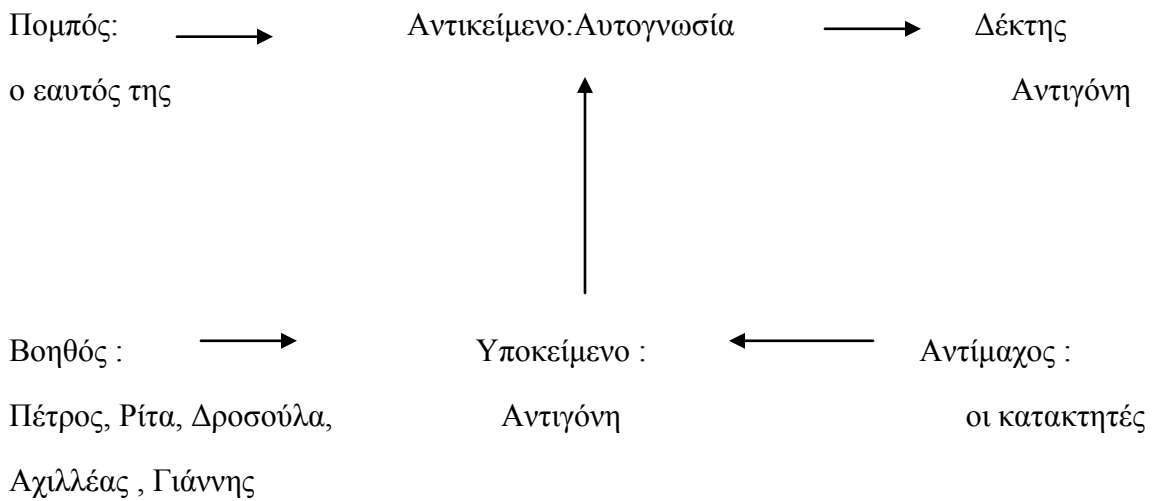 Πομπός: Αντικείμενο:Αυτογνωσία Δέκτης
ο εαυτός της Αντιγόνη
Βοηθός : Υποκείμενο : Αντίμαχος :
Πέτρος, Ρίτα, Δροσούλα, Αντιγόνη οι κατακτητές
Αχιλλέας , Γιάννης